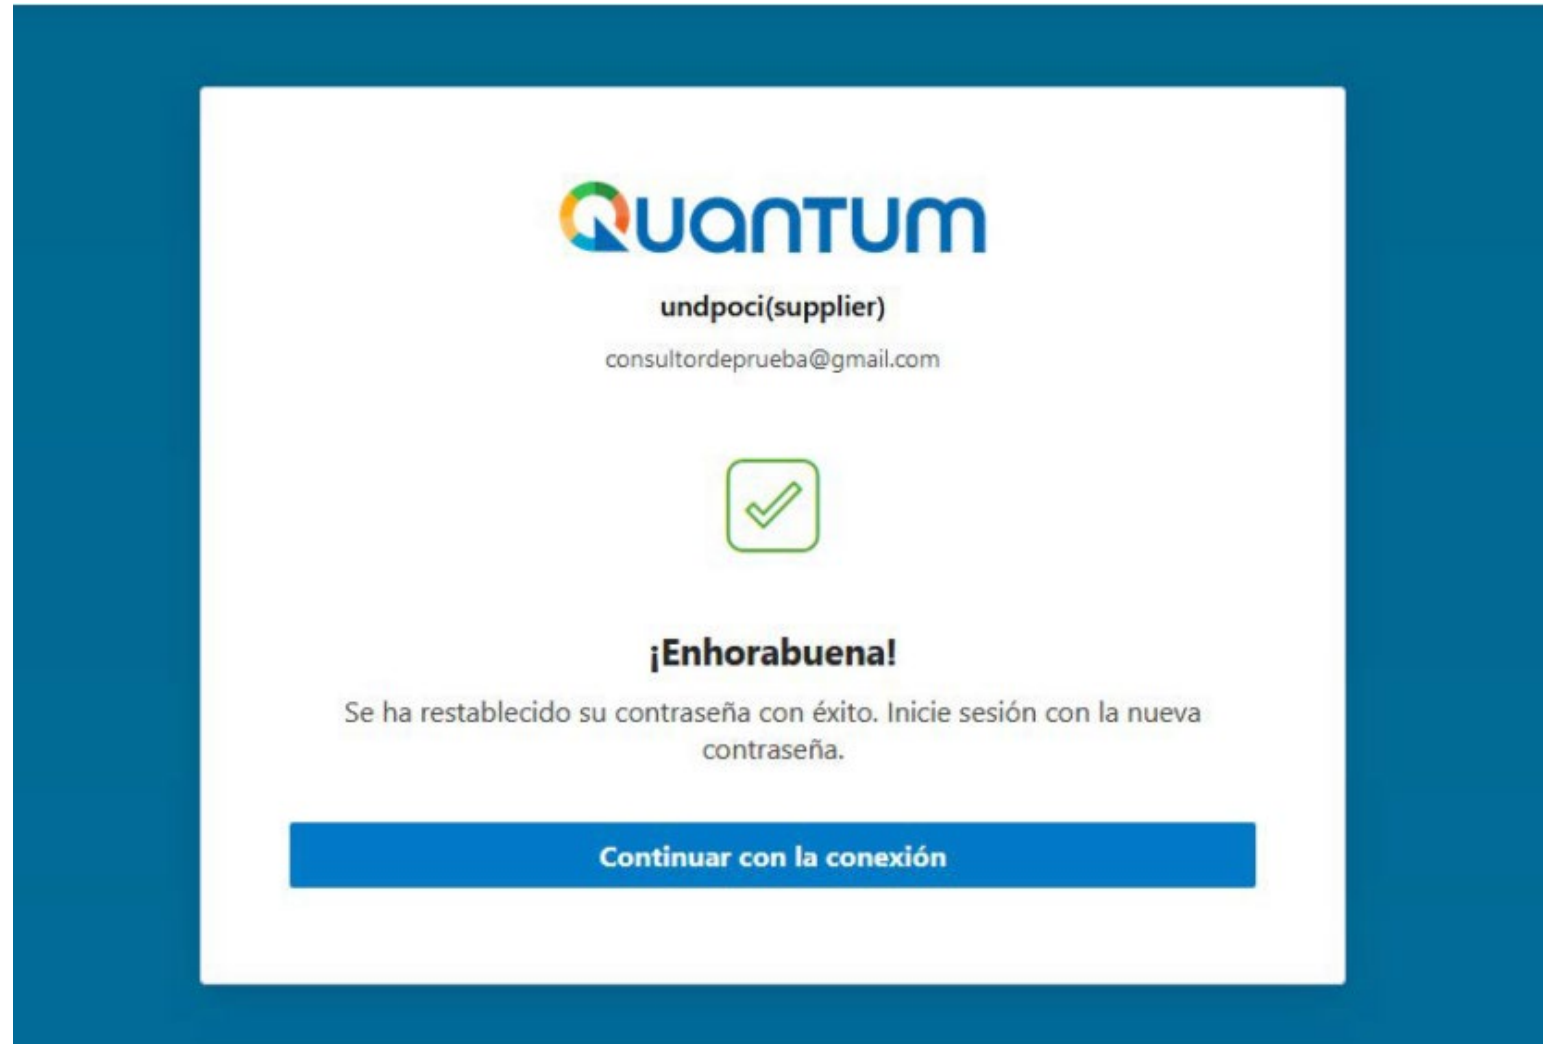 Quantum
undpoci(supplier)
consultordeprueba@gmail.com
¡Enhorabuena!
Se ha restablecido su contraseña con éxito. Inicie sesión con la nueva
contraseña.
Continuar con la conexión